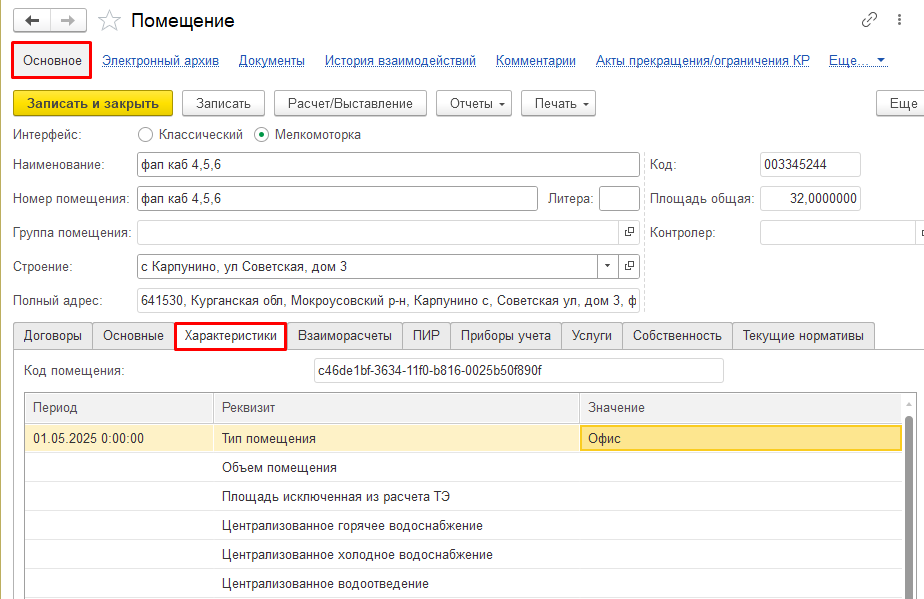 Помещение
Основное Электронный архив Документы История взаимодействий Комментарии Акты прекращения/ограничения КР Еще...
Записать и закрыть Записать Расчет/Выставление Отчеты Печать Еще
Интерфейс: Классический Мелкомоторка
Наименование: фап каб 4,5,6 Код: 003345244
Номер помещения: фап каб 4,5,6 Литера: Площадь общая: 32,0000000
Группа помещения: Контролер:
Строение: с Карпунино, ул Советская, дом 3
Полный адрес: 641530, Курганская обл, Мокроусовский р-н, Карпунино с, Советская ул, дом 3, ф
Договоры Основные Характеристики Взаиморасчеты ПИР Приборы учета Услуги Собственность Текущие нормативы
Код помещения: c46de1bf-3634-11f0-b816-0025b50f890f
Период Реквизит Значение
01.05.2025 0:00:00 Тип помещения Офис
Объем помещения
Площадь исключенная из расчета ТЭ
Централизованное горячее водоснабжение
Централизованное холодное водоснабжение
Централизованное водоотведение